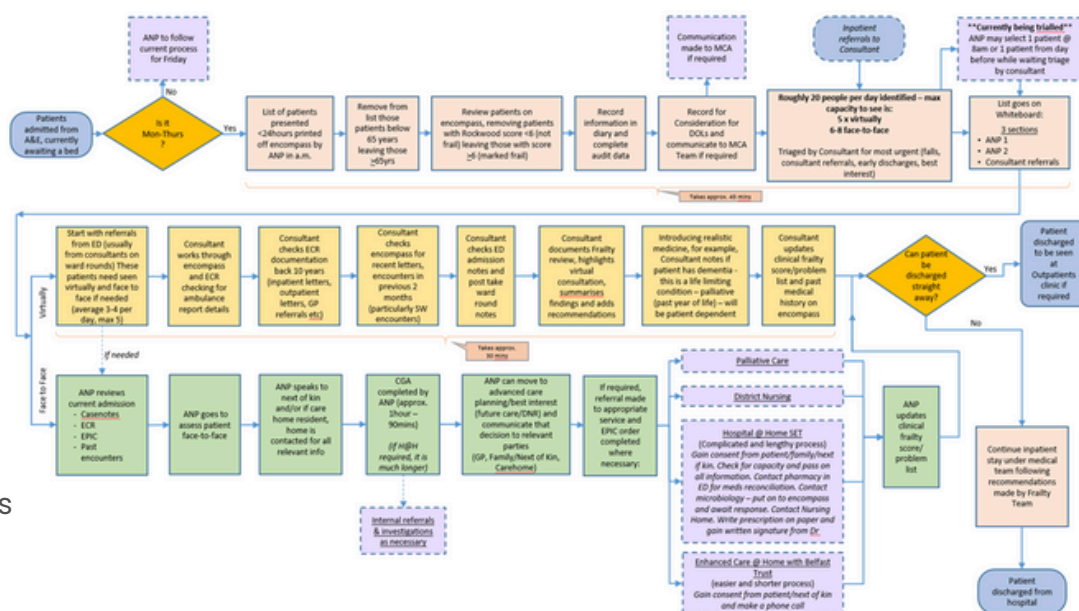 ANP to follow
current process
for Friday
No
Patients
admitted from
A&E, currently
awaiting a bed
Is it
Mon-Thurs
?
Yes
List of patients
presented
<24hours printed
off encompass by
ANP in a.m.
Remove from
list those
patients below
65 years
leaving those
≥65yrs
Review patients on
encompass, removing patients
with Rockwood score <6 (not
frail) leaving those with score
≥6 (marked frail)
Record
information in
diary and
complete
audit data
Communication
made to MCA
if required
Record for
Consideration for
DOLs and
communicate to MCA
Team if required
Inpatient
referrals to
Consultant
Roughly 20 people per day identified – max
capacity to see is:
5 x virtually
6-8 face-to-face
Triaged by Consultant for most urgent (falls,
consultant referrals, early discharges, best
interest)
**Currently being trialled**
ANP may select 1 patient @
8am or 1 patient from day
before while waiting triage
by consultant
List goes on
Whiteboard:
3 sections
• ANP 1
• ANP 2
• Consultant referrals
Takes approx. 45 mins
Virtually
Start with referrals
from ED (usually
from consultants on
ward rounds) These
patients need seen
virtually and face to
face if needed
(average 3-4 per
day, max 5)
Consultant
works through
encompass
and ECR
checking for
ambulance
report details
Consultant
checks ECR
documentation
back 10 years
(inpatient letters,
outpatient
letters, GP
referrals etc)
Consultant
checks
encompass for
recent letters,
encounters in
previous 2
months
(particularly SW
encounters)
Consultant
checks ED
admission
notes and
post take
ward
round
notes
Consultant
documents Frailty
review, highlights
virtual
consultation,
summarises
findings and adds
recommendations
Introducing realistic
medicine, for example,
Consultant notes if
patient has dementia -
this is a life limiting
condition – palliative
(past year of life) – will
be patient dependent
Consultant
updates
clinical frailty
score/problem
list and past
medical
history on
encompass
Can patient
be
discharged
straight
away?
Yes
Patient
discharged
to be seen
at
Outpatients
clinic if
required
No
Takes approx.
30 mins
If needed
Face to Face
ANP reviews
current admission
- Casenotes
- ECR
- EPIC
- Past
encounters
ANP goes to
assess patient
face-to-face
ANP speaks to
next of kin
and/or if care
home resident,
home is
contacted for all
relevant info
CGA
completed by
ANP (approx.
1hour –
90mins)
(if H@H
required, it is
much longer)
Internal referrals
& investigations
as necessary
ANP can move to
advanced care
planning/best interest
(future care/DNR) and
communicate that
decision to relevant
parties
(GP, Family/Next of Kin,
Carehome)
If required,
referral made
to appropriate
service and
EPIC order
completed
where
necessary:
Palliative Care
District Nursing
Hospital @ Home SET
(Complicated and lengthy process)
Gain consent from patient/family/next
if kin. Check for capacity and pass on
all information. Contact pharmacy in
ED for meds reconciliation. Contact
microbiology – put on to encompass
and await response. Contact Nursing
Home. Write prescription on paper and
gain written signature from Dr
Enhanced Care @ Home with Belfast
Trust
(easier and shorter process)
Gain consent from patient/next of kin
and make a phone call
ANP
updates
clinical
frailty
score/
problem
list
Continue inpatient
stay under medical
team following
recommendations
made by Frailty
Team
Patient
discharged from
hospital
s